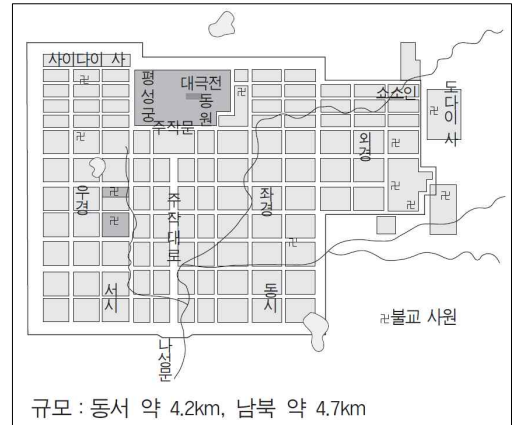 사이다이 사
평성궁
대극전
동원
주작문
쇼소인
도다이 사
외경
우경
주작대로
좌경
서시
동시
나성문
卍불교 사원
규모 : 동서 약 4.2km, 남북 약 4.7km